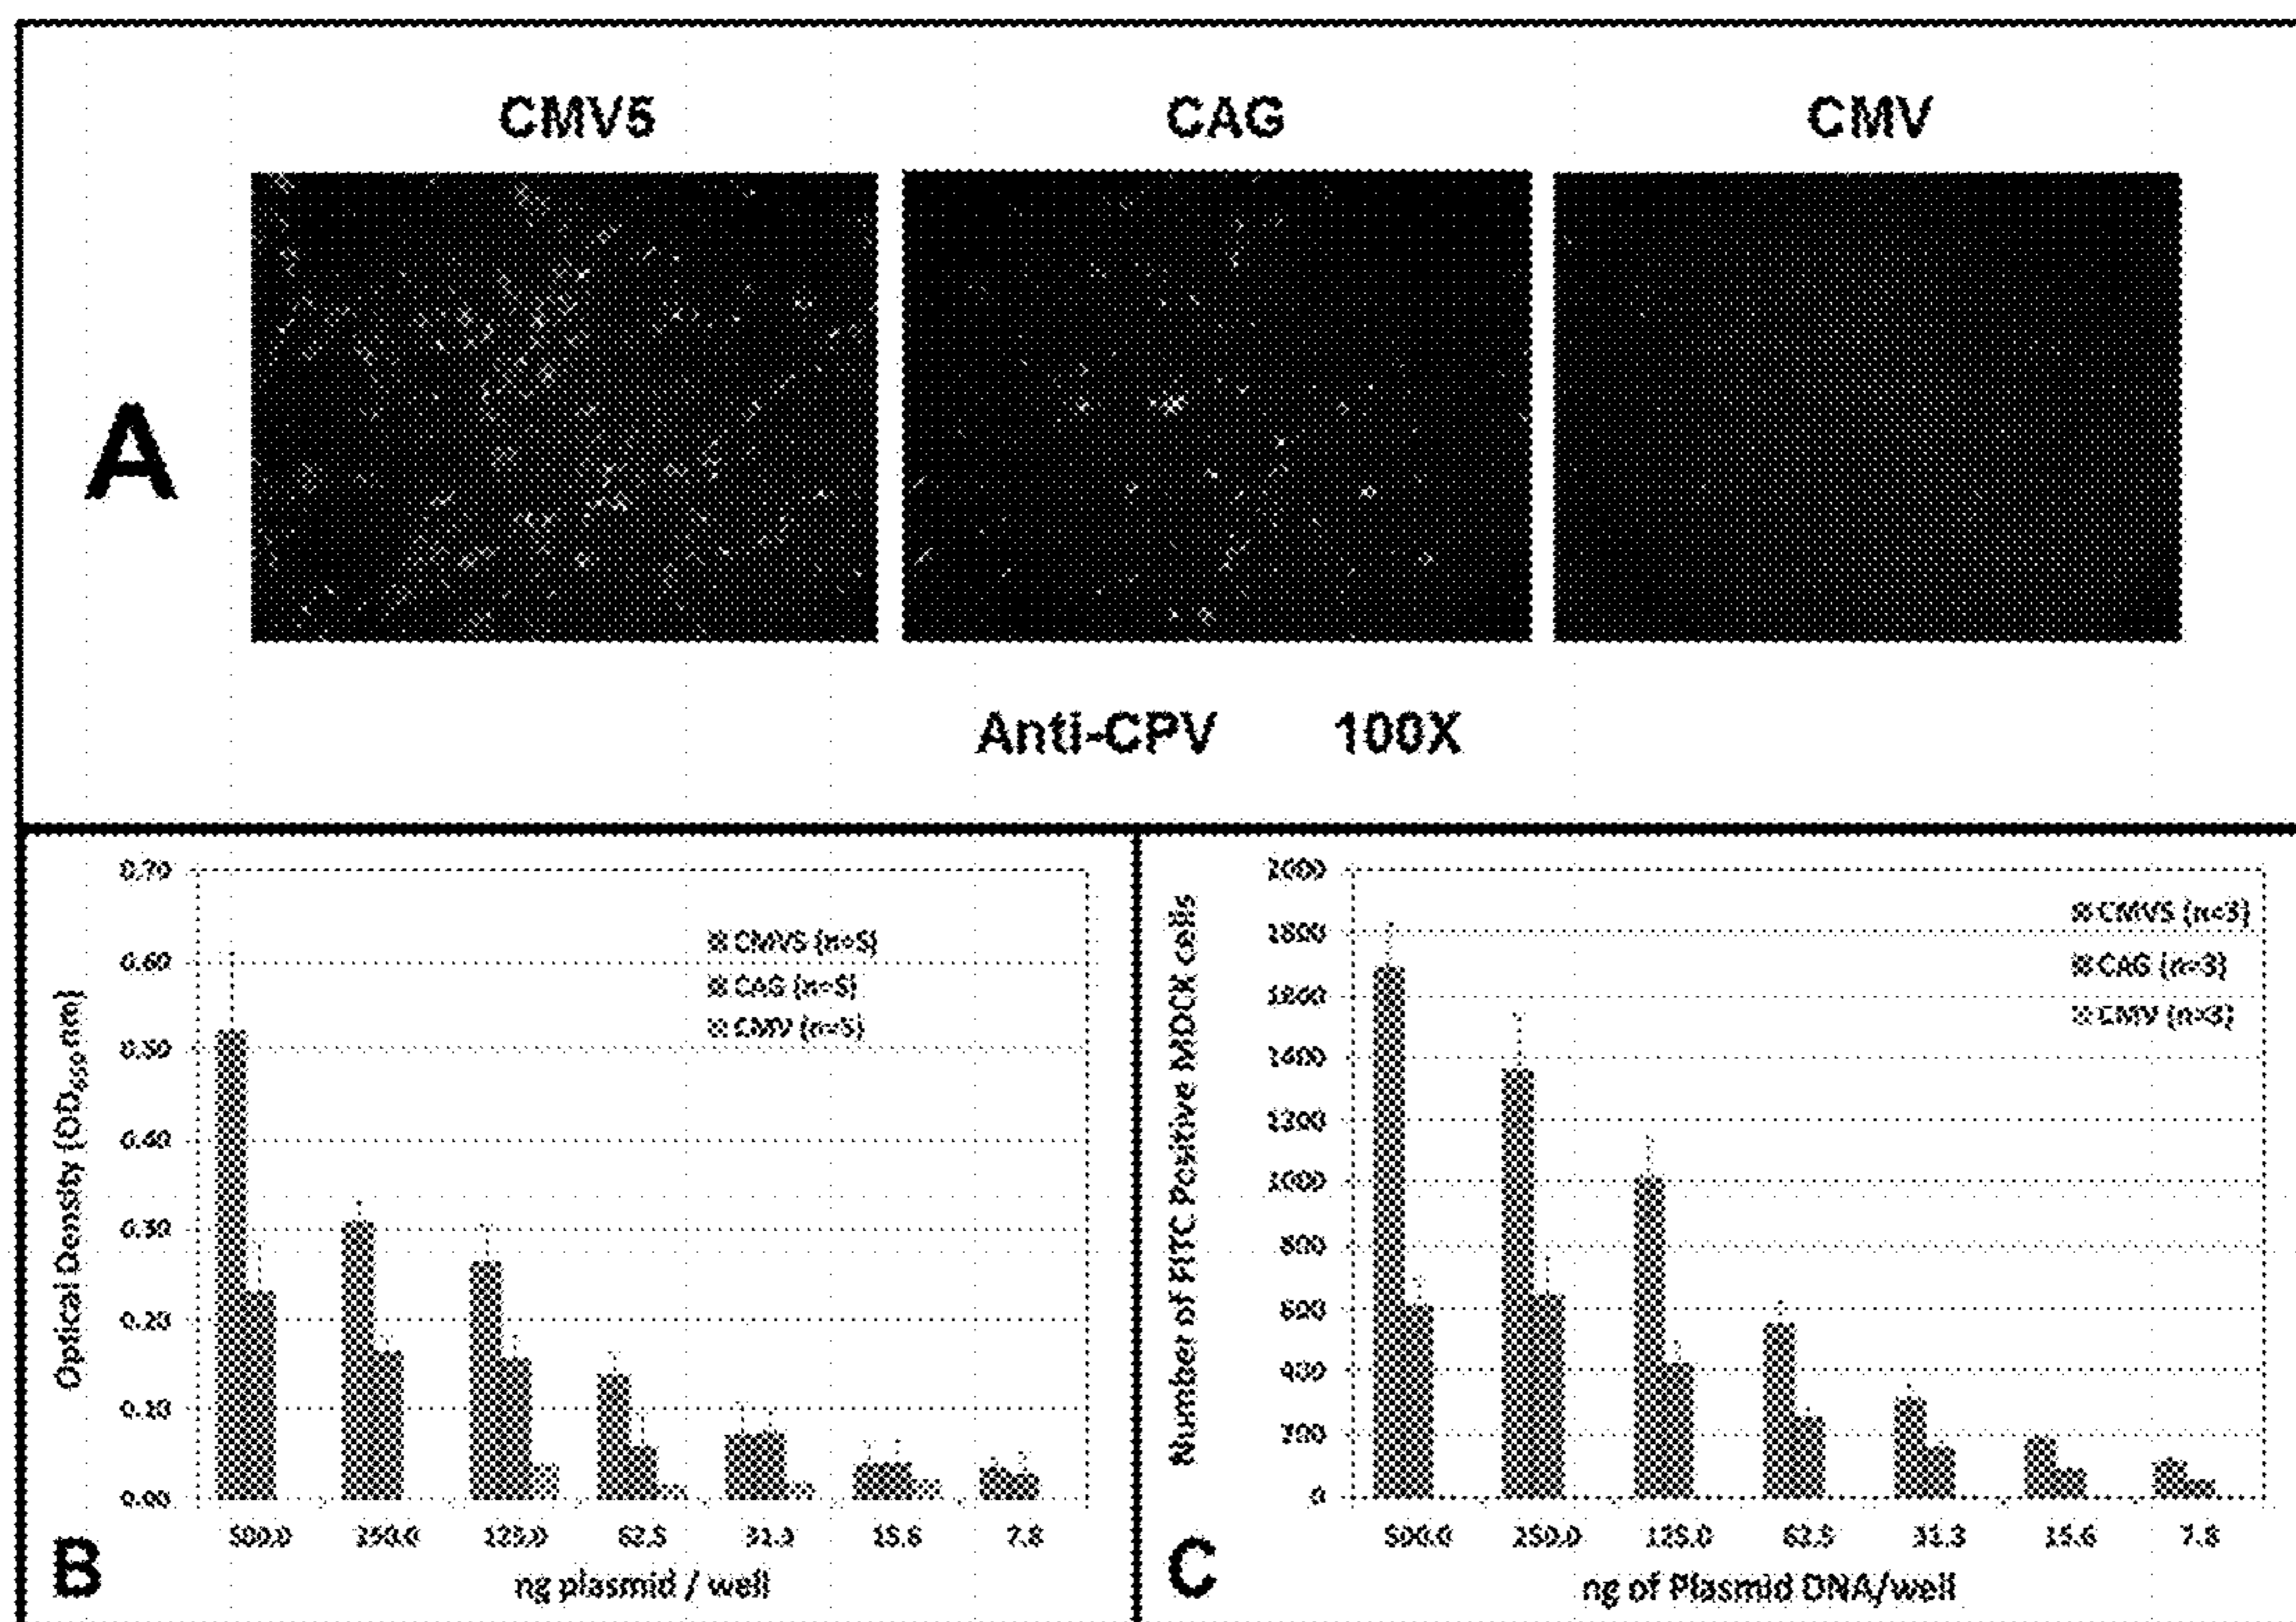 CMV5 CAG CMV
A
Anti-CPV 100X
0.70
0.60
0.50
0.40
0.30
0.20
0.10
0.00
Optical Density (OD650nm)
CMV5 (n=5)
CAG (n=5)
CMV (n=5)
500.0 250.0 125.0 62.5 31.3 15.6 7.8
ng plasmid / well
B
2000
1800
1600
1400
1200
1000
800
600
400
200
0
Number of FITC Positive MDCK cells
CMV5 (n=3)
CAG (n=3)
CMV (n=3)
500.0 250.0 125.0 62.5 31.3 15.6 7.8
ng of Plasmid DNA/well
C